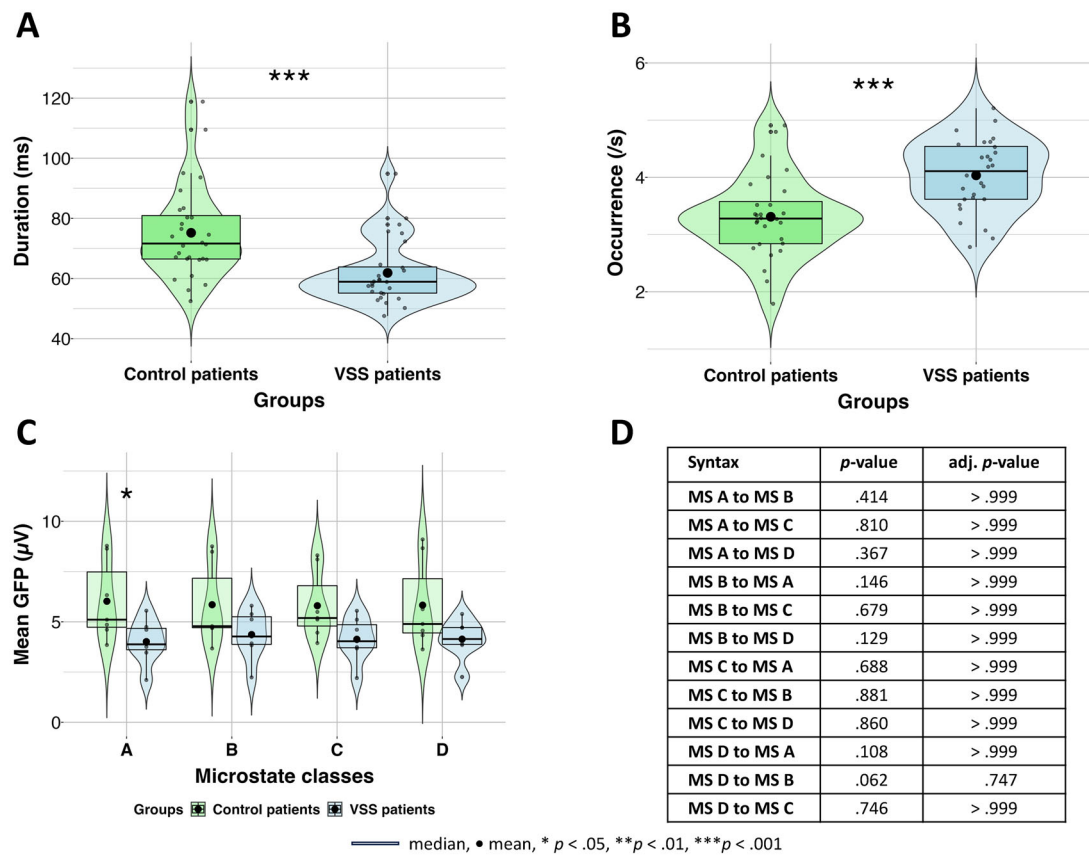 A
***
Duration (ms)
120
100
80
60
40
Control patients VSS patients
Groups
B
***
Occurrence (/s)
6
4
2
Control patients VSS patients
Groups
C
*
Mean GFP (µV)
10
5
0
A B C D
Microstate classes
Groups Control patients VSS patients
D
Syntax p-value adj. p-value
MS A to MS B .414 > .999
MS A to MS C .810 > .999
MS A to MS D .367 > .999
MS B to MS A .146 > .999
MS B to MS C .679 > .999
MS B to MS D .129 > .999
MS C to MS A .688 > .999
MS C to MS B .881 > .999
MS C to MS D .860 > .999
MS D to MS A .108 > .999
MS D to MS B .062 .747
MS D to MS C .746 > .999
median, • mean, * p < .05, **p < .01, ***p < .001